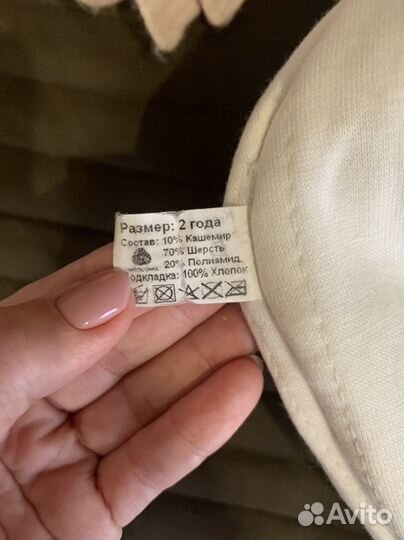 Размер: 2 года
Состав: 10% Кашемир
70% Шерсть
20% Полиамид
подкладка: 100% Хлопок
Avito